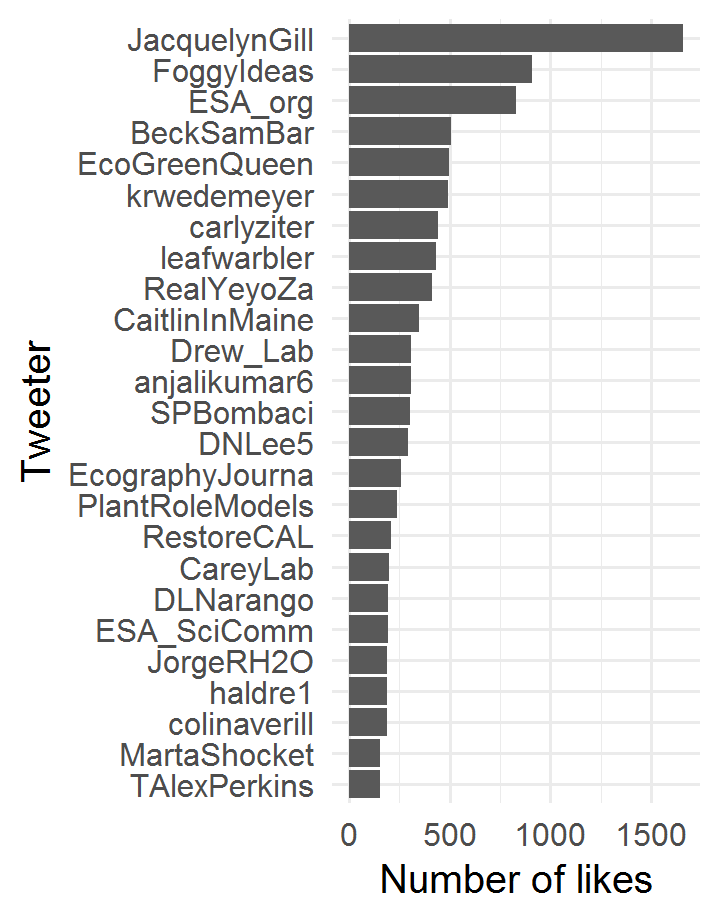 JacquelynGill
FoggyIdeas
ESA_org
BeckSamBar
EcoGreenQueen
krwedemeyer
carlyziter
leafwarbler
RealYeyoZa
CaitlinInMaine
Drew_Lab
anjalikumar6
SPBombaci
DNLee5
EcographyJourna
PlantRoleModels
RestoreCAL
CareyLab
DLNarango
ESA_SciComm
JorgeRH2O
haldre1
colinaverill
MartaShocket
TAlexPerkins
Tweeter
0 500 1000 1500
Number of likes